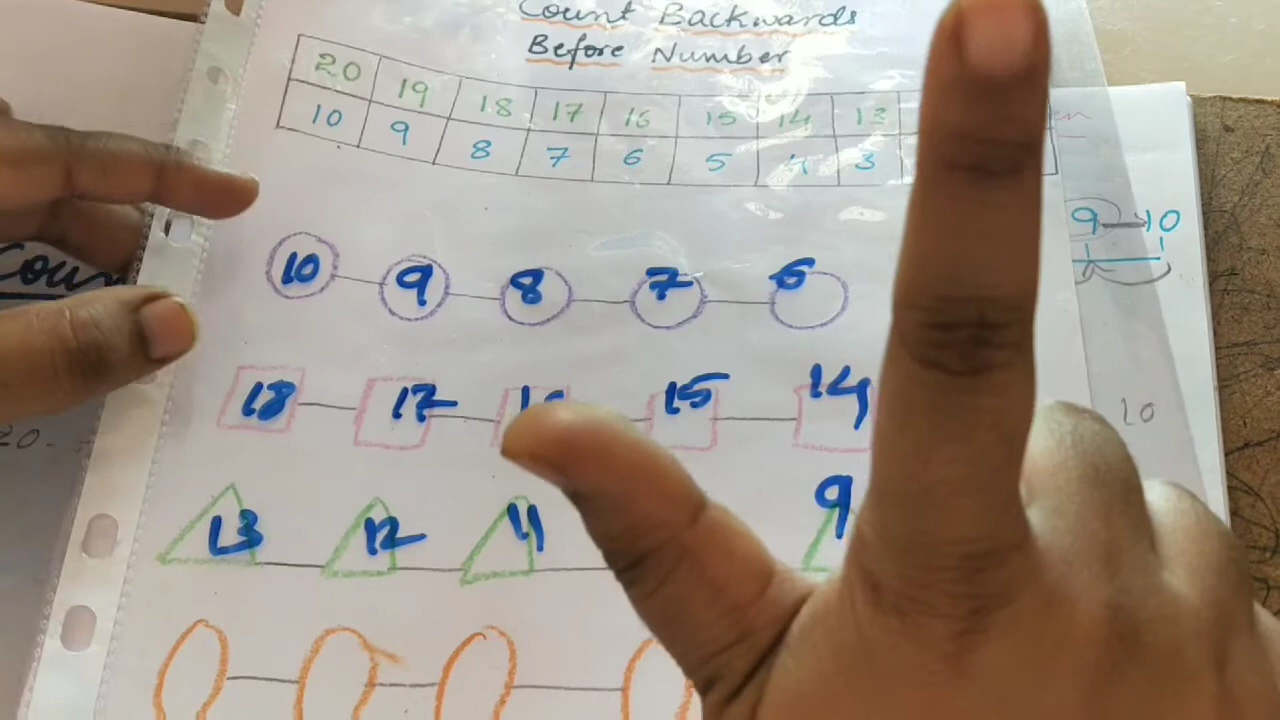 Count Backwards
Before Number
20 19 18 17 16 15 14 13
10 9 8 7 6 5 4 3
9 10
10 9 8 7 6
18 17 15 14
10
13 12 11 9
20.